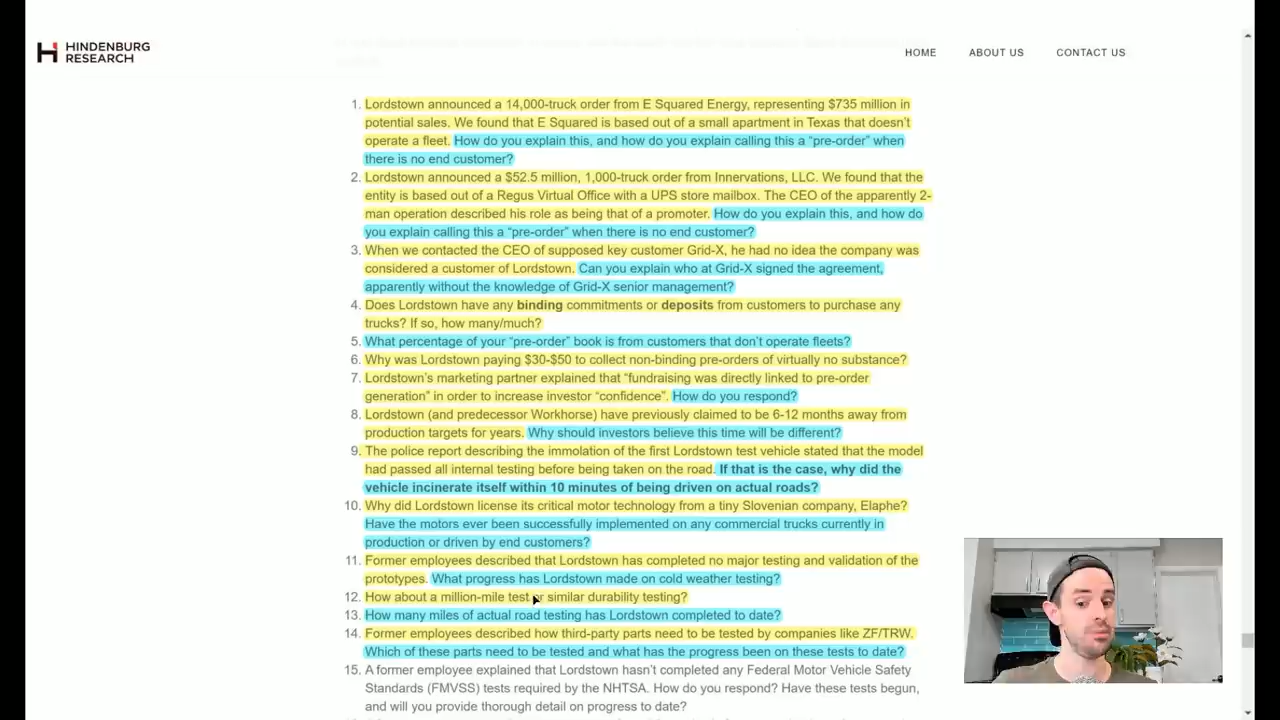 HINDENBURG
RESEARCH
HOME
ABOUT US
CONTACT US
1. Lordstown announced a 14,000-truck order from E Squared Energy, representing $735 million in
potential sales. We found that E Squared is based out of a small apartment in Texas that doesn’t
operate a fleet. How do you explain this, and how do you explain calling this a “pre-order” when
there is no end customer?
2. Lordstown announced a $52.5 million, 1,000-truck order from Innervations, LLC. We found that the
entity is based out of a Regus Virtual Office with a UPS store mailbox. The CEO of the apparently 2-
man operation described his role as being that of a promoter. How do you explain this, and how do
you explain calling this a “pre-order” when there is no end customer?
3. When we contacted the CEO of supposed key customer Grid-X, he had no idea the company was
considered a customer of Lordstown. Can you explain who at Grid-X signed the agreement,
apparently without the knowledge of Grid-X senior management?
4. Does Lordstown have any binding commitments or deposits from customers to purchase any
trucks? If so, how many/much?
5. What percentage of your “pre-order” book is from customers that don’t operate fleets?
6. Why was Lordstown paying $30-$50 to collect non-binding pre-orders of virtually no substance?
7. Lordstown’s marketing partner explained that “fundraising was directly linked to pre-order
generation” in order to increase investor “confidence”. How do you respond?
8. Lordstown (and predecessor Workhorse) have previously claimed to be 6-12 months away from
production targets for years. Why should investors believe this time will be different?
9. The police report describing the immolation of the first Lordstown test vehicle stated that the model
had passed all internal testing before being taken on the road. If that is the case, why did the
vehicle incinerate itself within 10 minutes of being driven on actual roads?
10. Why did Lordstown license its critical motor technology from a tiny Slovenian company, Elaphe?
Have the motors ever been successfully implemented on any commercial trucks currently in
production or driven by end customers?
11. Former employees described that Lordstown has completed no major testing and validation of the
prototypes. What progress has Lordstown made on cold weather testing?
12. How about a million-mile test or similar durability testing?
13. How many miles of actual road testing has Lordstown completed to date?
14. Former employees described how third-party parts need to be tested by companies like ZF/TRW.
Which of these parts need to be tested and what has the progress been on these tests to date?
15. A former employee explained that Lordstown hasn’t completed any Federal Motor Vehicle Safety
Standards (FMVSS) tests required by the NHTSA. How do you respond? Have these tests begun,
and will you provide thorough detail on progress to date?